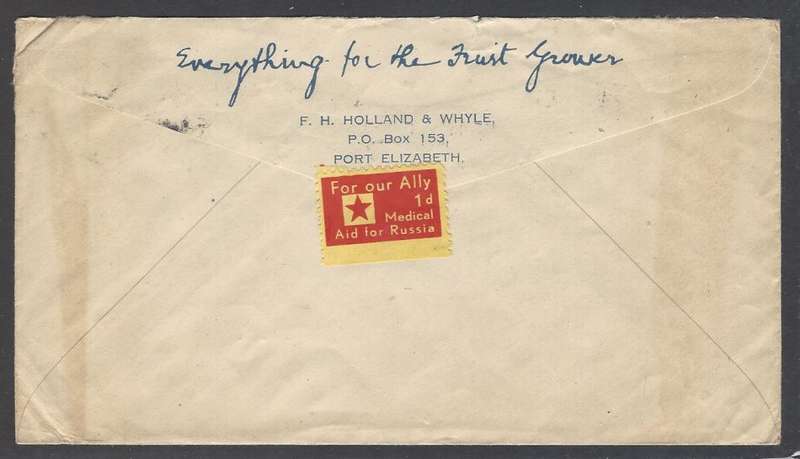 Everything for the Fruit Grower
F. H. HOLLAND & WHYLE,
P.O. Box 153,
PORT ELIZABETH.
For our Ally
1d
Medical
Aid for Russia